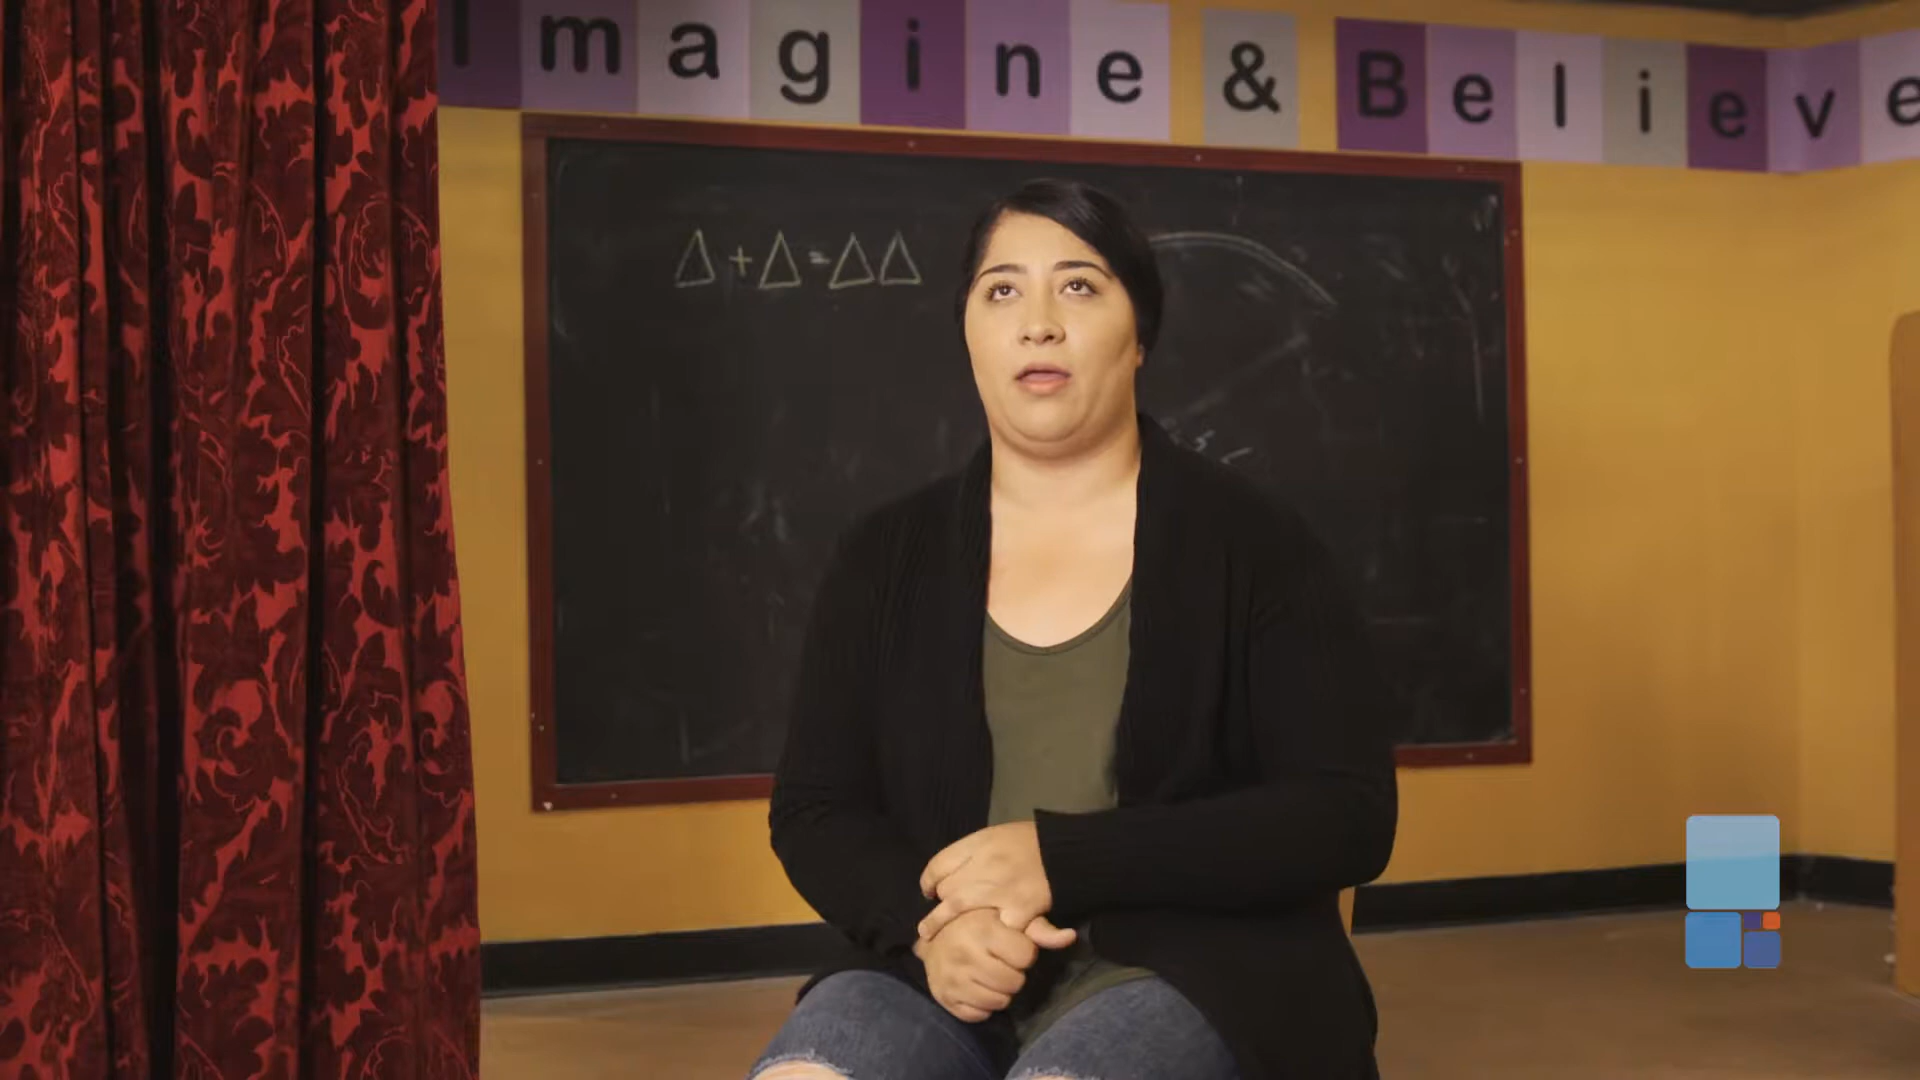 Imagine & Believe
Δ + Δ = Δ Δ